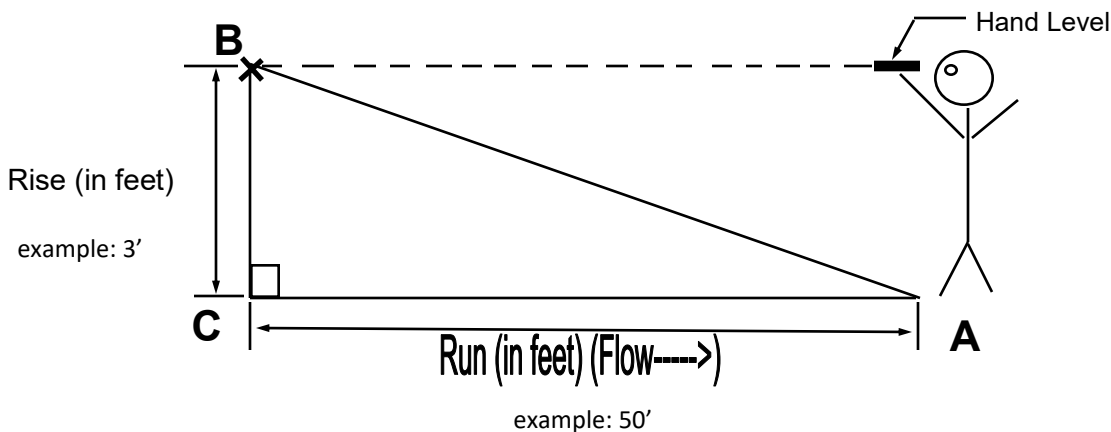 Hand Level
B
Rise (in feet)
example: 3’
C
A
Run (in feet) (Flow----->)
example: 50’